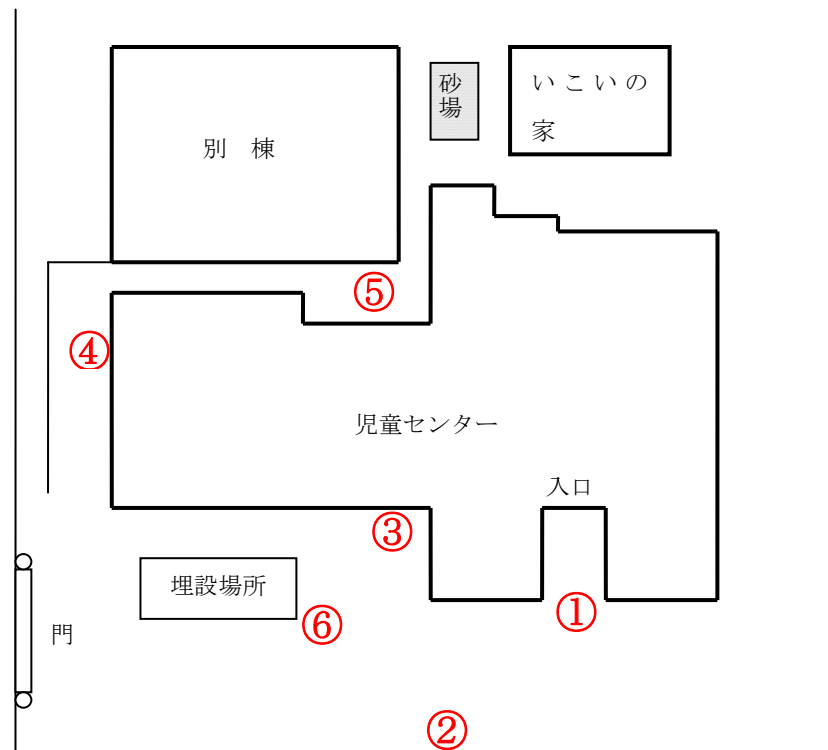 別　棟
砂
場
い こ い の
家
⑤
④
児童センター
入口
③
埋設場所
①
⑥
門
②